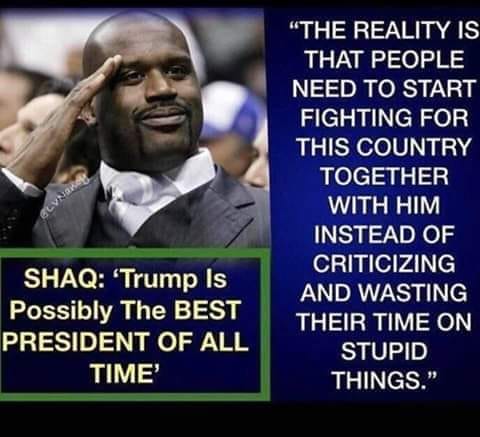 SHAQ: ‘Trump Is
Possibly The BEST
PRESIDENT OF ALL
TIME’
“THE REALITY IS
THAT PEOPLE
NEED TO START
FIGHTING FOR
THIS COUNTRY
TOGETHER
WITH HIM
INSTEAD OF
CRITICIZING
AND WASTING
THEIR TIME ON
STUPID
THINGS.”